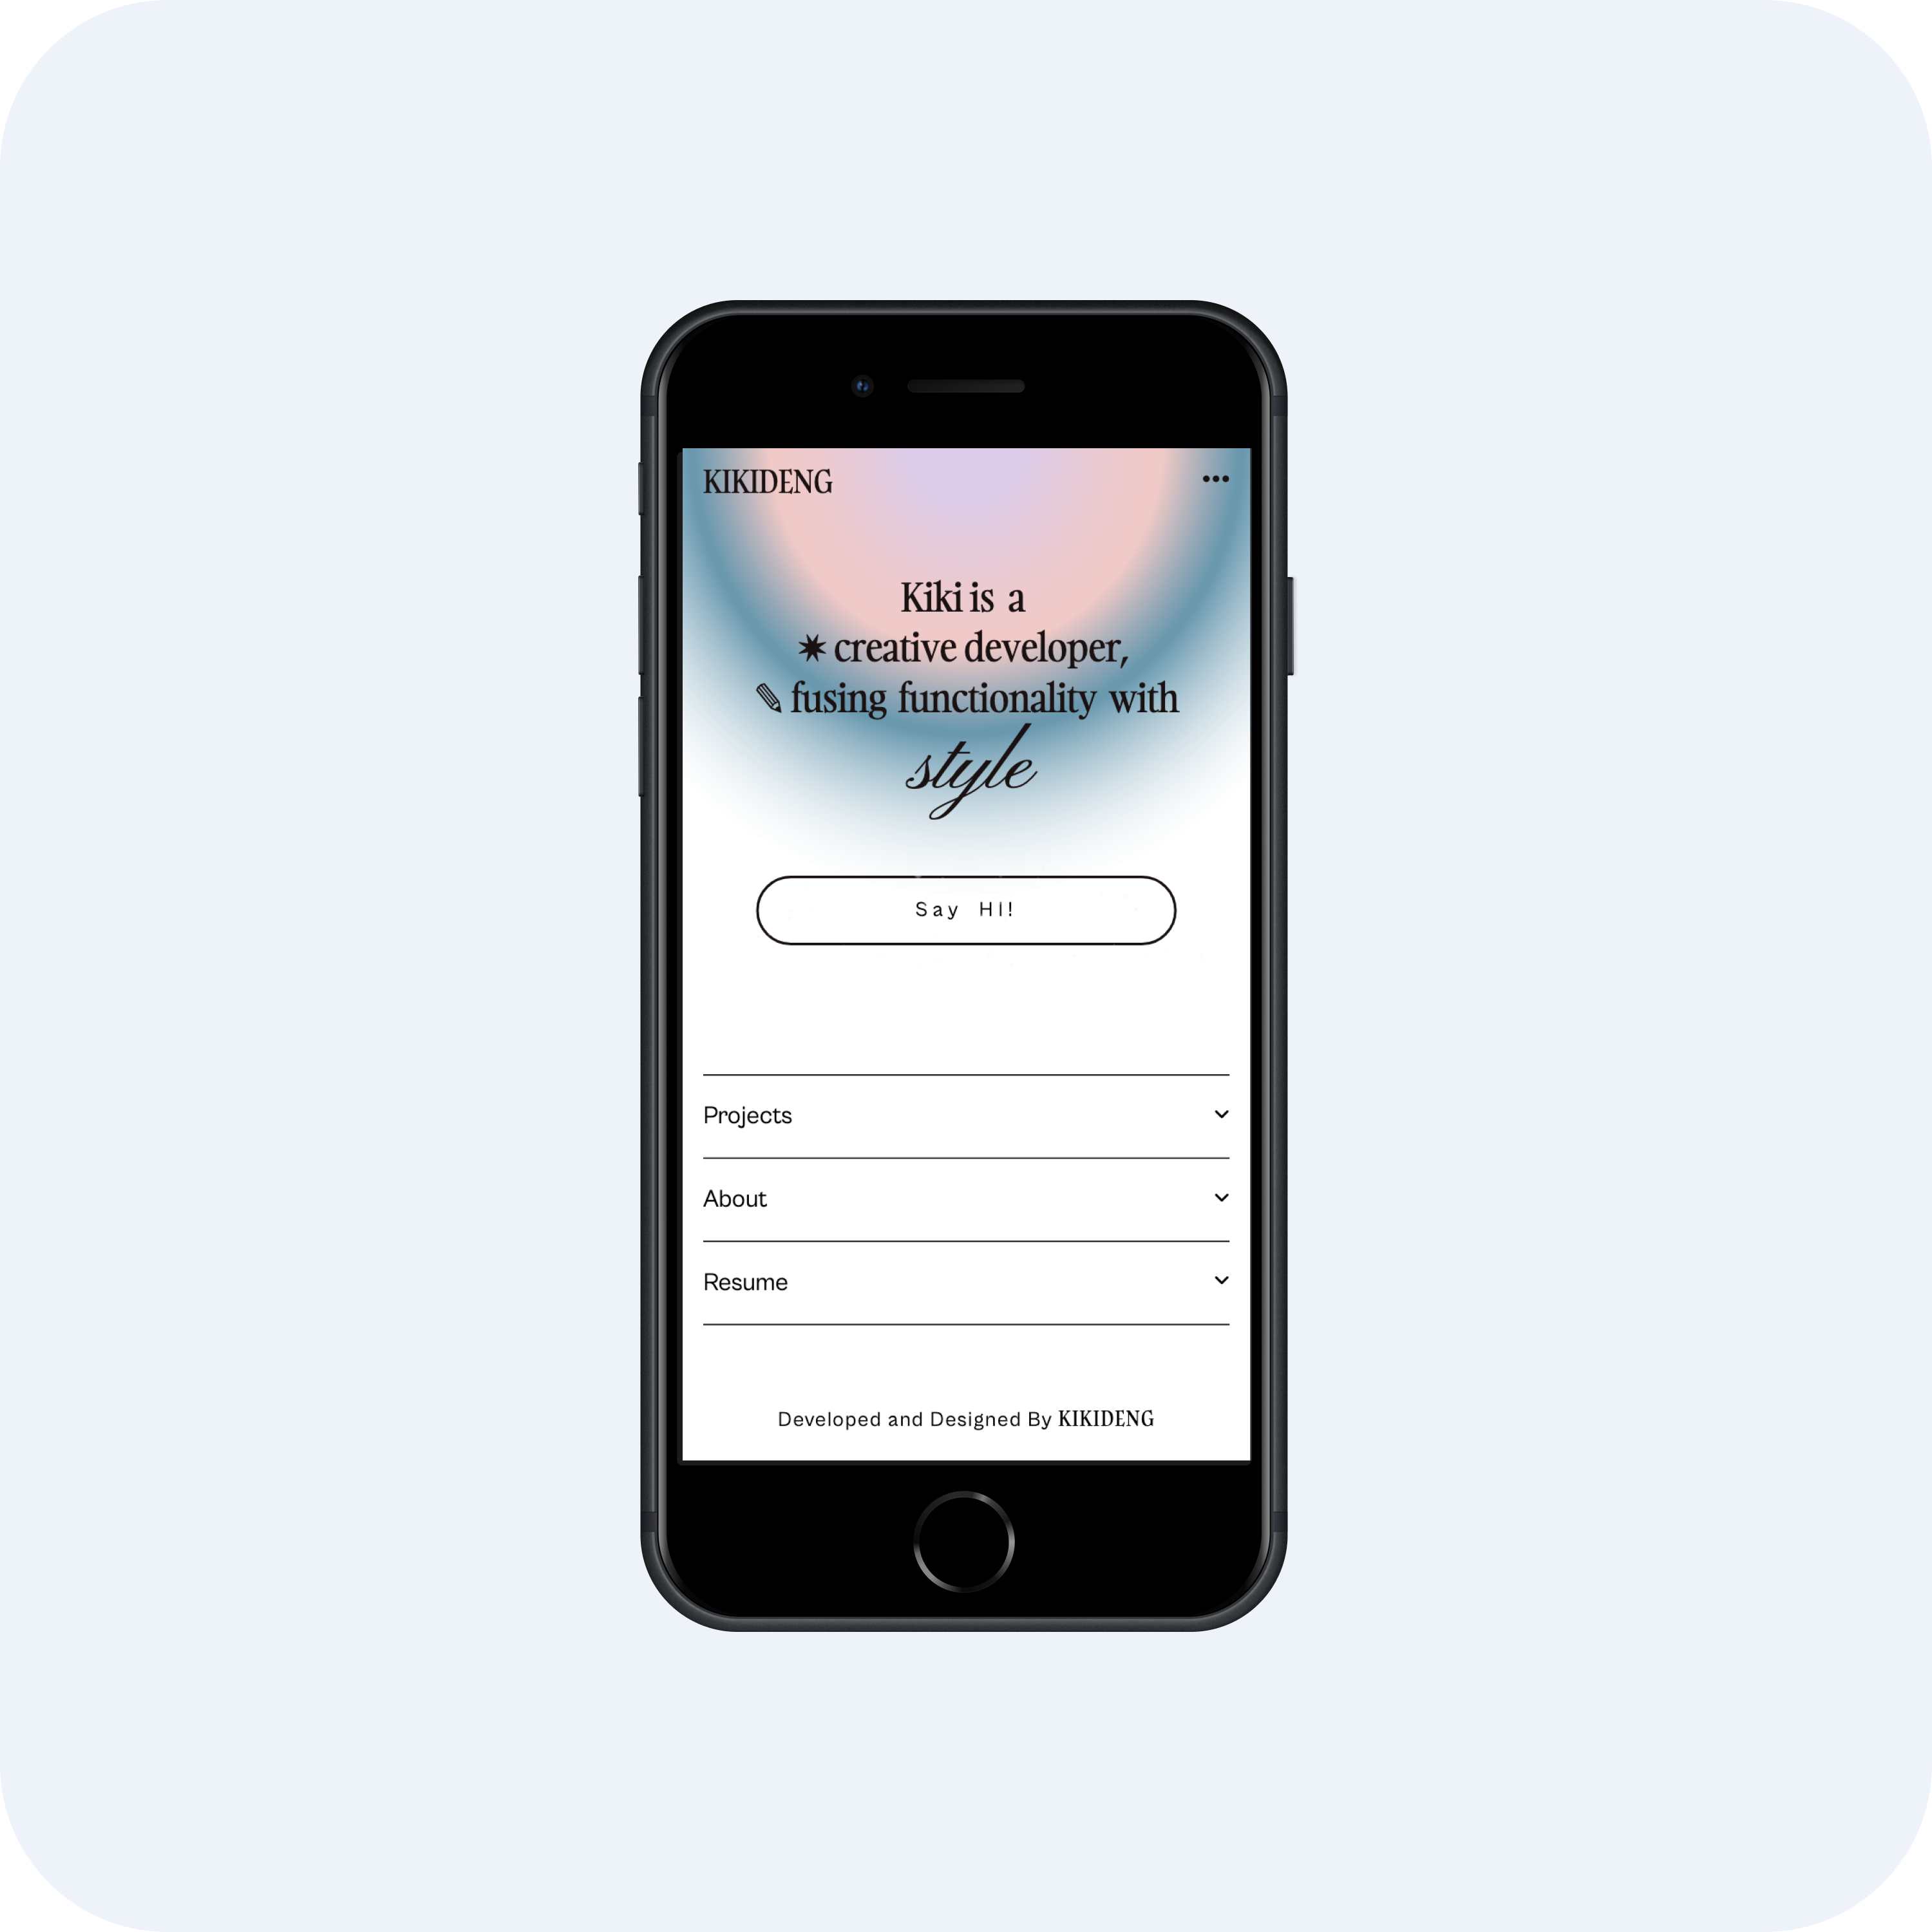 KIKIDENG
Kiki is a
✷ creative developer,
✎ fusing functionality with
style
Say Hi!
Projects
About
Resume
Developed and Designed By KIKIDENG